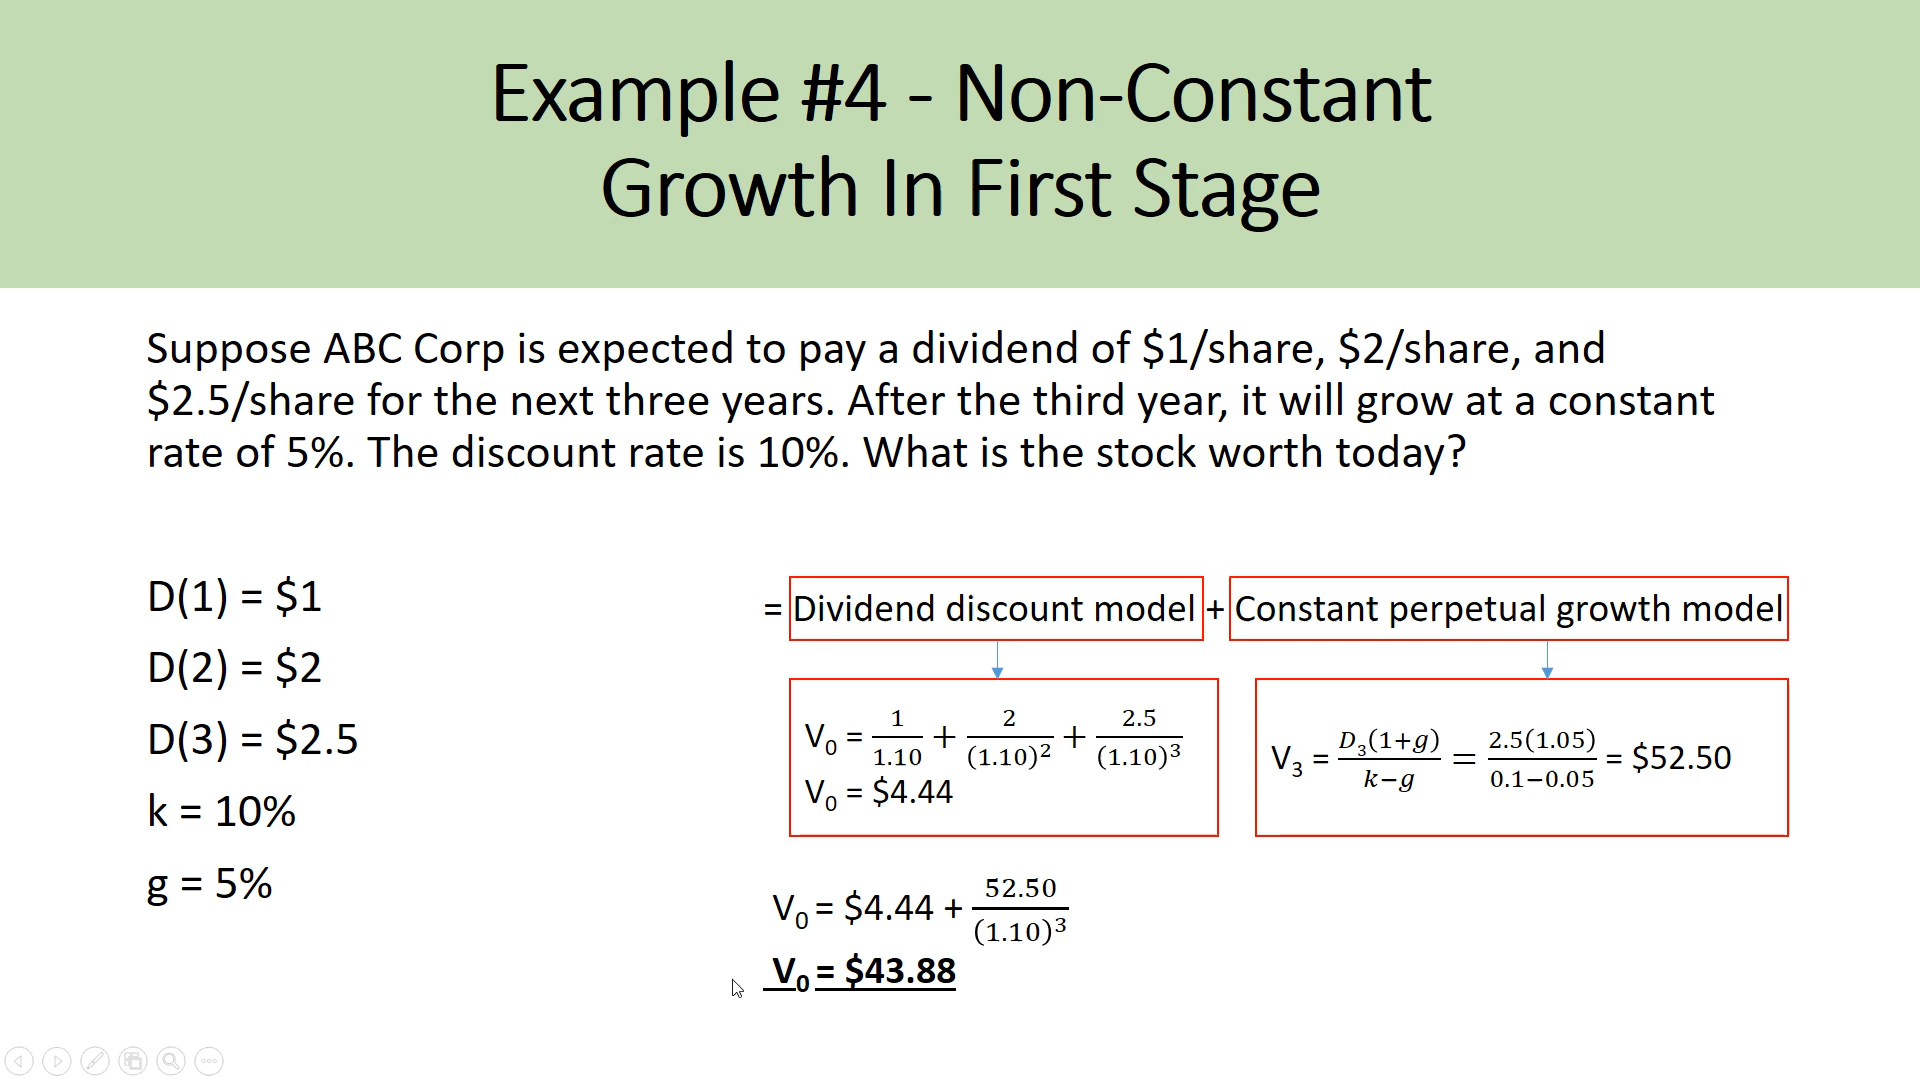 Example #4 - Non-Constant
Growth In First Stage
Suppose ABC Corp is expected to pay a dividend of $1/share, $2/share, and
$2.5/share for the next three years. After the third year, it will grow at a constant
rate of 5%. The discount rate is 10%. What is the stock worth today?
D(1) = $1
D(2) = $2
D(3) = $2.5
k = 10%
g = 5%
= Dividend discount model + Constant perpetual growth model
V₀ = 1/1.10 + 2/(1.10)² + 2.5/(1.10)³
V₀ = $4.44
V₃ = D₃(1+g)/k−g = 2.5(1.05)/0.1−0.05 = $52.50
V₀ = $4.44 + 52.50/(1.10)³
V₀ = $43.88